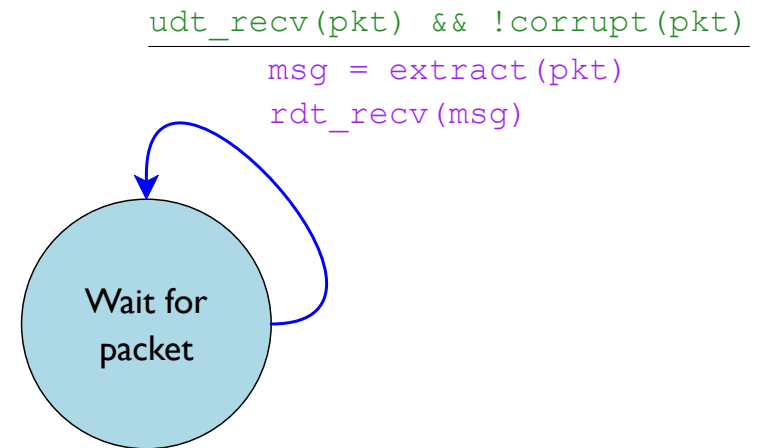 udt_recv(pkt) && !corrupt(pkt)
msg = extract(pkt)
rdt_recv(msg)
Wait for
packet